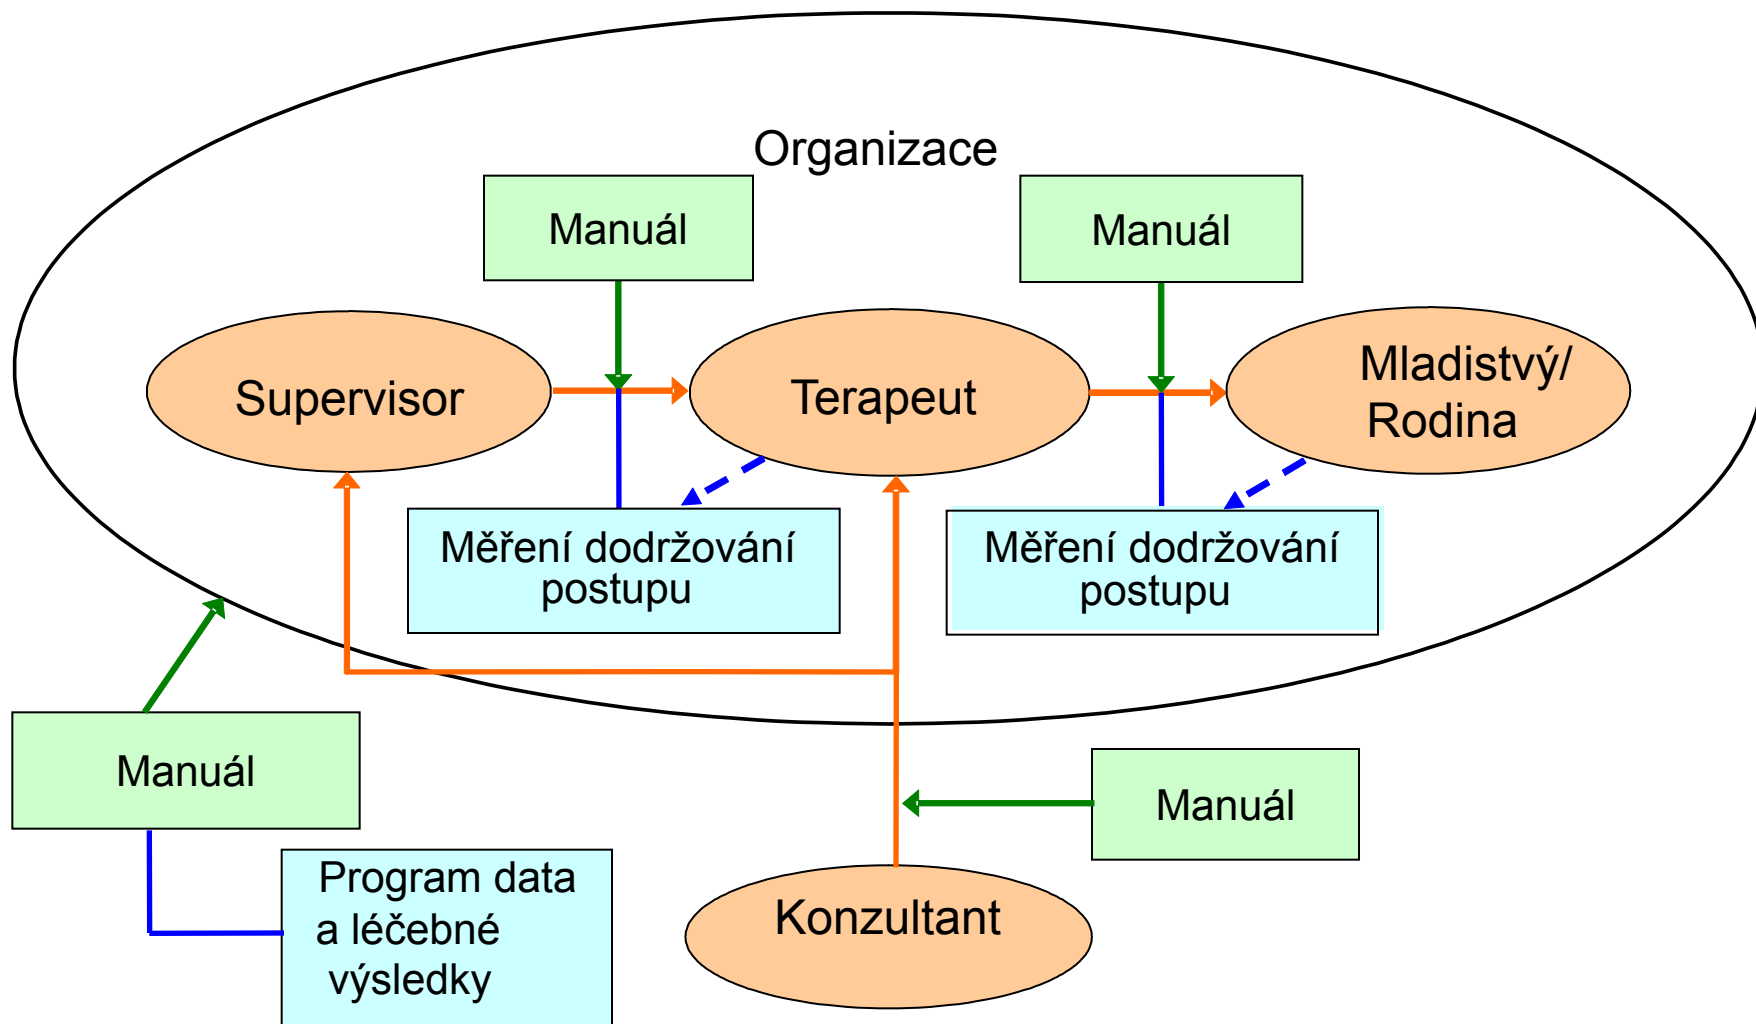 Organizace
Manuál
Manuál
Supervisor
Terapeut
Mladistvý/
Rodina
Měření dodržování
postupu
Měření dodržování
postupu
Manuál
Manuál
Program data
a léčebné
výsledky
Konzultant